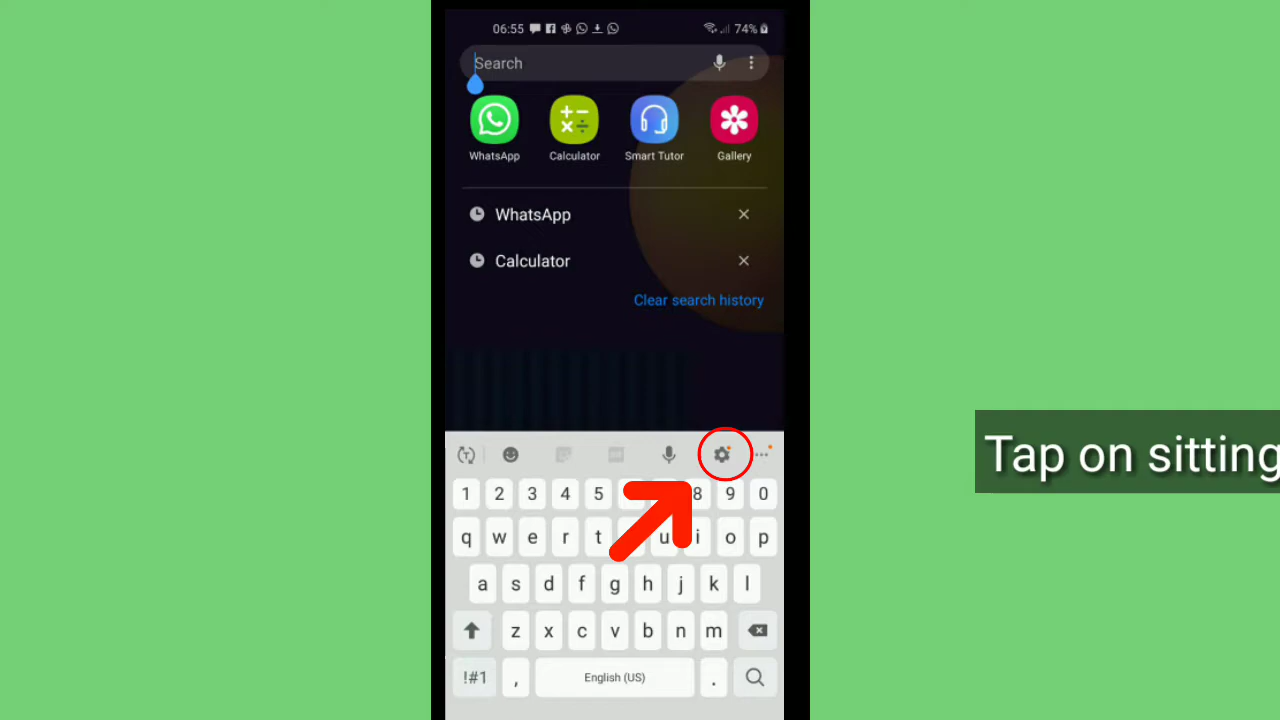 06:55 74%
Search
WhatsApp Calculator Smart Tutor Gallery
WhatsApp
Calculator
Clear search history
Tap on sitting
1 2 3 4 5 8 9 0
q w e r t u i o p
a s d f g h j k l
z x c v b n m
!#1 , English (US) .